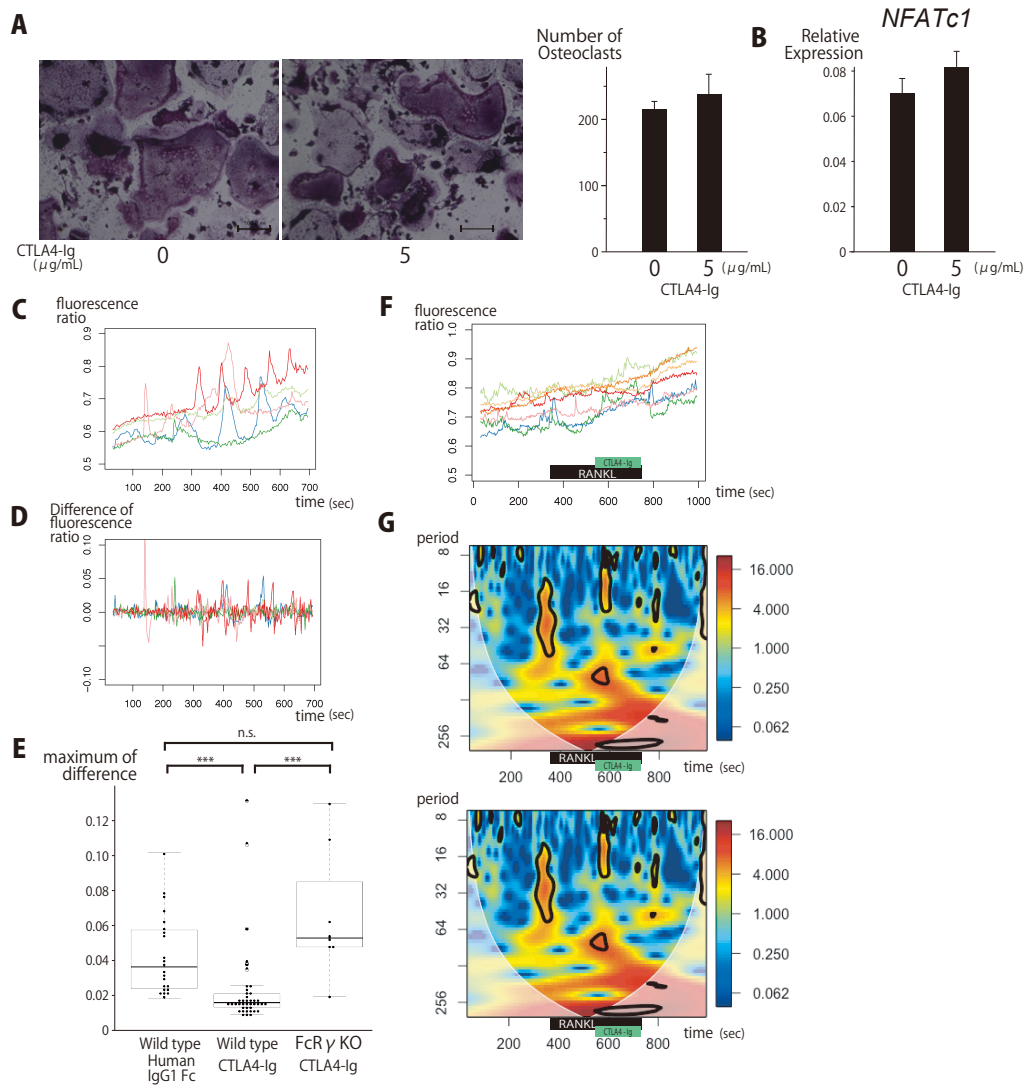 A
CTLA4-Ig
(μg/mL)
0
5
Number of
Osteoclasts
200
100
0
0
5
(μg/mL)
CTLA4-Ig
B
NFATc1
Relative
Expression
0.08
0.06
0.04
0.02
0
0
5
(μg/mL)
CTLA4-Ig
C
fluorescence
ratio
0.9
0.8
0.7
0.6
0.5
100 200 300 400 500 600 700
time (sec)
D
Difference of
fluorescence
ratio
0.10
0.05
0.00
−0.10
100 200 300 400 500 600 700
time (sec)
E
maximum of
difference
n.s.
*** ***
0.12
0.10
0.08
0.06
0.04
0.02
0
Wild type
Human
IgG1 Fc
Wild type
CTLA4-Ig
FcR γ KO
CTLA4-Ig
F
fluorescence
ratio
1.0
0.9
0.8
0.7
0.6
0.5
CTLA4-Ig
RANKL
0 200 400 600 800 1000
time (sec)
G
period
8
16
32
64
256
16.000
4.000
1.000
0.250
0.062
RANKL
CTLA4-Ig
200 400 600 800
time (sec)
period
8
16
32
64
256
16.000
4.000
1.000
0.250
0.062
RANKL
CTLA4-Ig
200 400 600 800
time (sec)